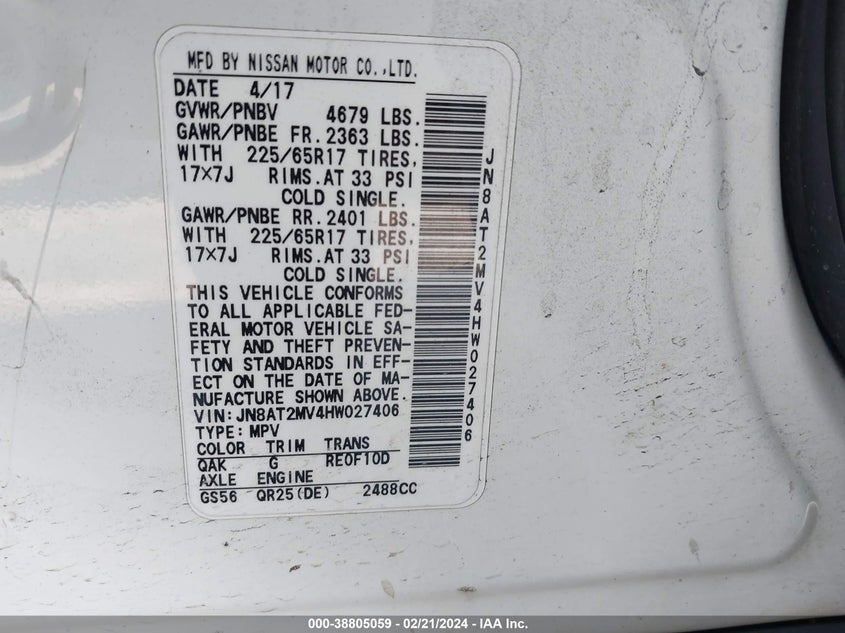 MFD BY NISSAN MOTOR CO.,LTD.
DATE 4/17
GVWR/PNBV 4679 LBS.
GAWR/PNBE FR. 2363 LBS.
WITH 225/65R17 TIRES,
17×7J RIMS.AT 33 PSI
COLD SINGLE.
GAWR/PNBE RR. 2401 LBS.
WITH 225/65R17 TIRES,
17×7J RIMS.AT 33 PSI
COLD SINGLE.
THIS VEHICLE CONFORMS
TO ALL APPLICABLE FED-
ERAL MOTOR VEHICLE SA-
FETY AND THEFT PREVEN-
TION STANDARDS IN EFF-
ECT ON THE DATE OF MA-
NUFACTURE SHOWN ABOVE.
VIN:JN8AT2MV4HW027406
TYPE:MPV
COLOR TRIM TRANS
QAK G RE0F10D
AXLE ENGINE
GS56 QR25(DE) 2488CC
JN8AT2MV4HW027406
000-38805059 - 02/21/2024 - IAA Inc.